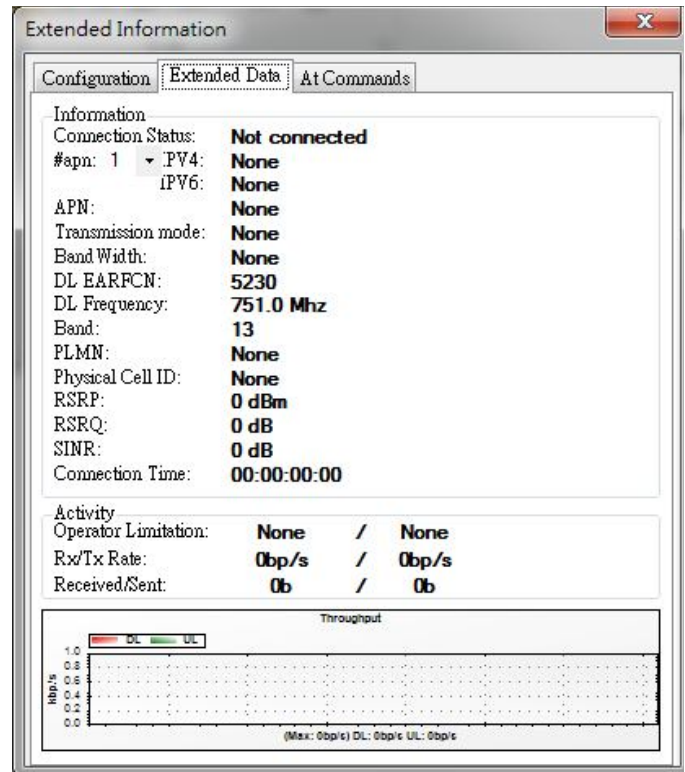 Extended Information
Configuration Extended Data At Commands
Information
Connection Status: Not connected
#apn: 1 IPV4: None
IPV6: None
APN: None
Transmission mode: None
Band Width: None
DL EARFCN: 5230
DL Frequency: 751.0 Mhz
Band: 13
PLMN: None
Physical Cell ID: None
RSRP: 0 dBm
RSRQ: 0 dB
SINR: 0 dB
Connection Time: 00:00:00:00
Activity
Operator Limitation: None / None
Rx/Tx Rate: 0bp/s / 0bp/s
Received/Sent: 0b / 0b
Throughput
DL UL
1.0
0.8
0.6
0.4
0.2
0.0
kbp/s
(Max: 0bp/s) DL: 0bp/s UL: 0bp/s